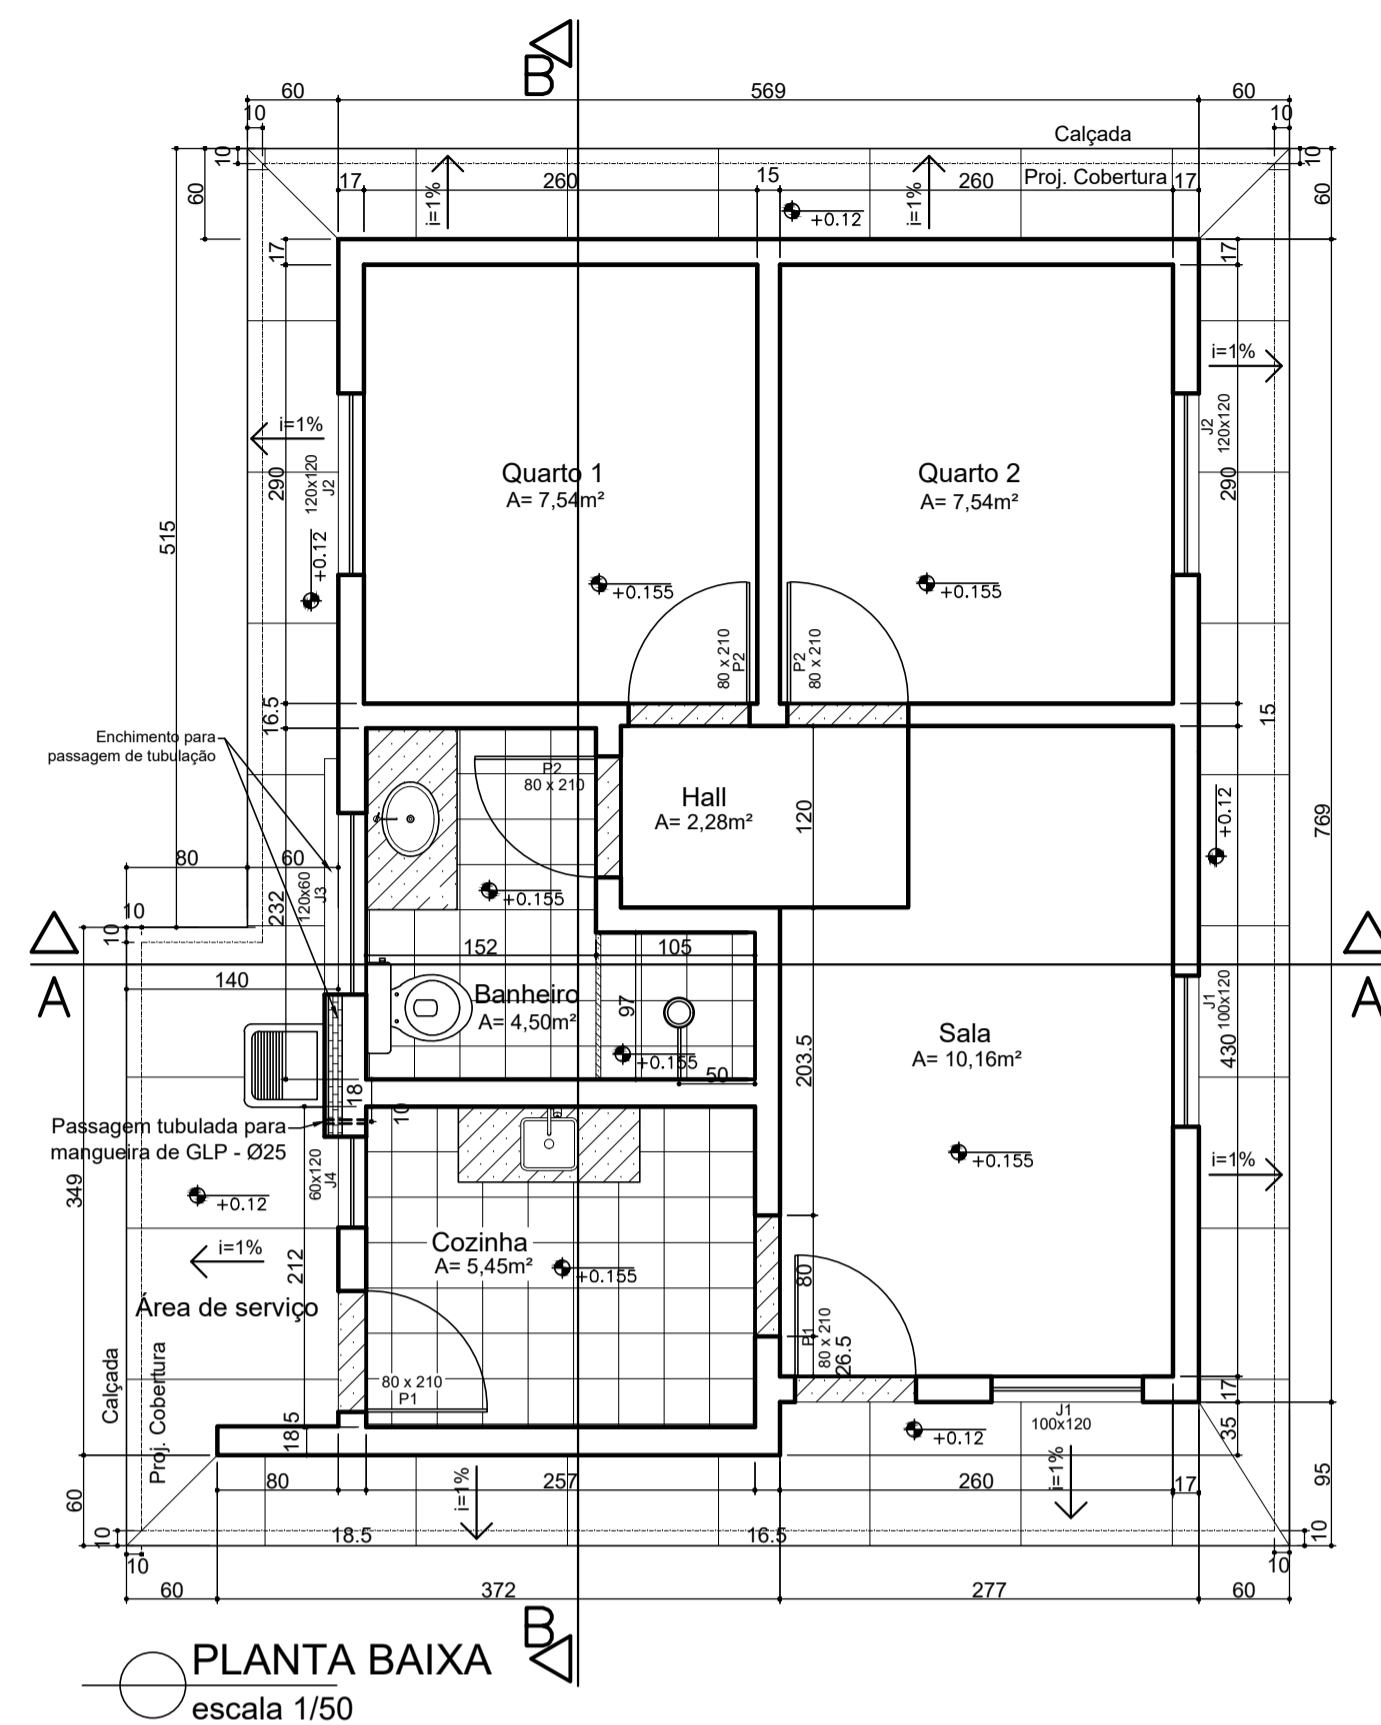 B
60
569
60
10
10
Calçada
10
10
17
260
15
260
Proj. Cobertura
17
60
i=1%
i=1%
60
+0.12
17
17
i=1%
i=1%
J2
120x120
290
120x120
J2
290
Quarto 1
A= 7,54m²
Quarto 2
A= 7,54m²
515
+0.12
+0.155
+0.155
80 x 210
P2
P2
80 x 210
16.5
15
Enchimento para
passagem de tubulação
P2
80 x 210
Hall
A= 2,28m²
120
+0.12
769
80
60
232
120x60
J3
+0.155
10
10
152
105
A
A
140
Banheiro
A= 4,50m²
97
+0.155
50
203.5
Sala
A= 10,16m²
J1
100x120
430
18
10
Passagem tubulada para
mangueira de GLP - Ø25
349
60x120
J4
+0.155
i=1%
+0.12
i=1%
212
Cozinha
A= 5,45m²
+0.155
80
Área de serviço
P1
80 x 210
26.5
Calçada
Proj. Cobertura
80 x 210
P1
17
J1
100x120
18.5
+0.12
35
80
i=1%
257
260
i=1%
17
95
60
10
18.5
16.5
10
10
10
60
372
277
60
B
PLANTA BAIXA
escala 1/50